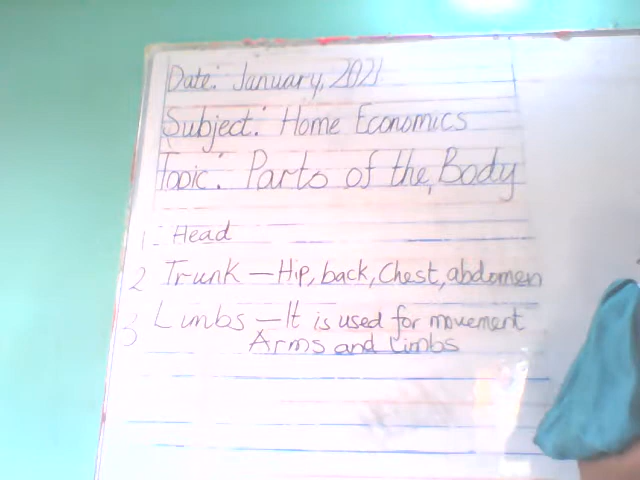 Date: January, 2021
Subject: Home Economics
Topic: Parts of the Body
1- Head
2 Trunk - Hip, back, Chest, abdomen
3 Limbs - It is used for movement
Arms and Limbs